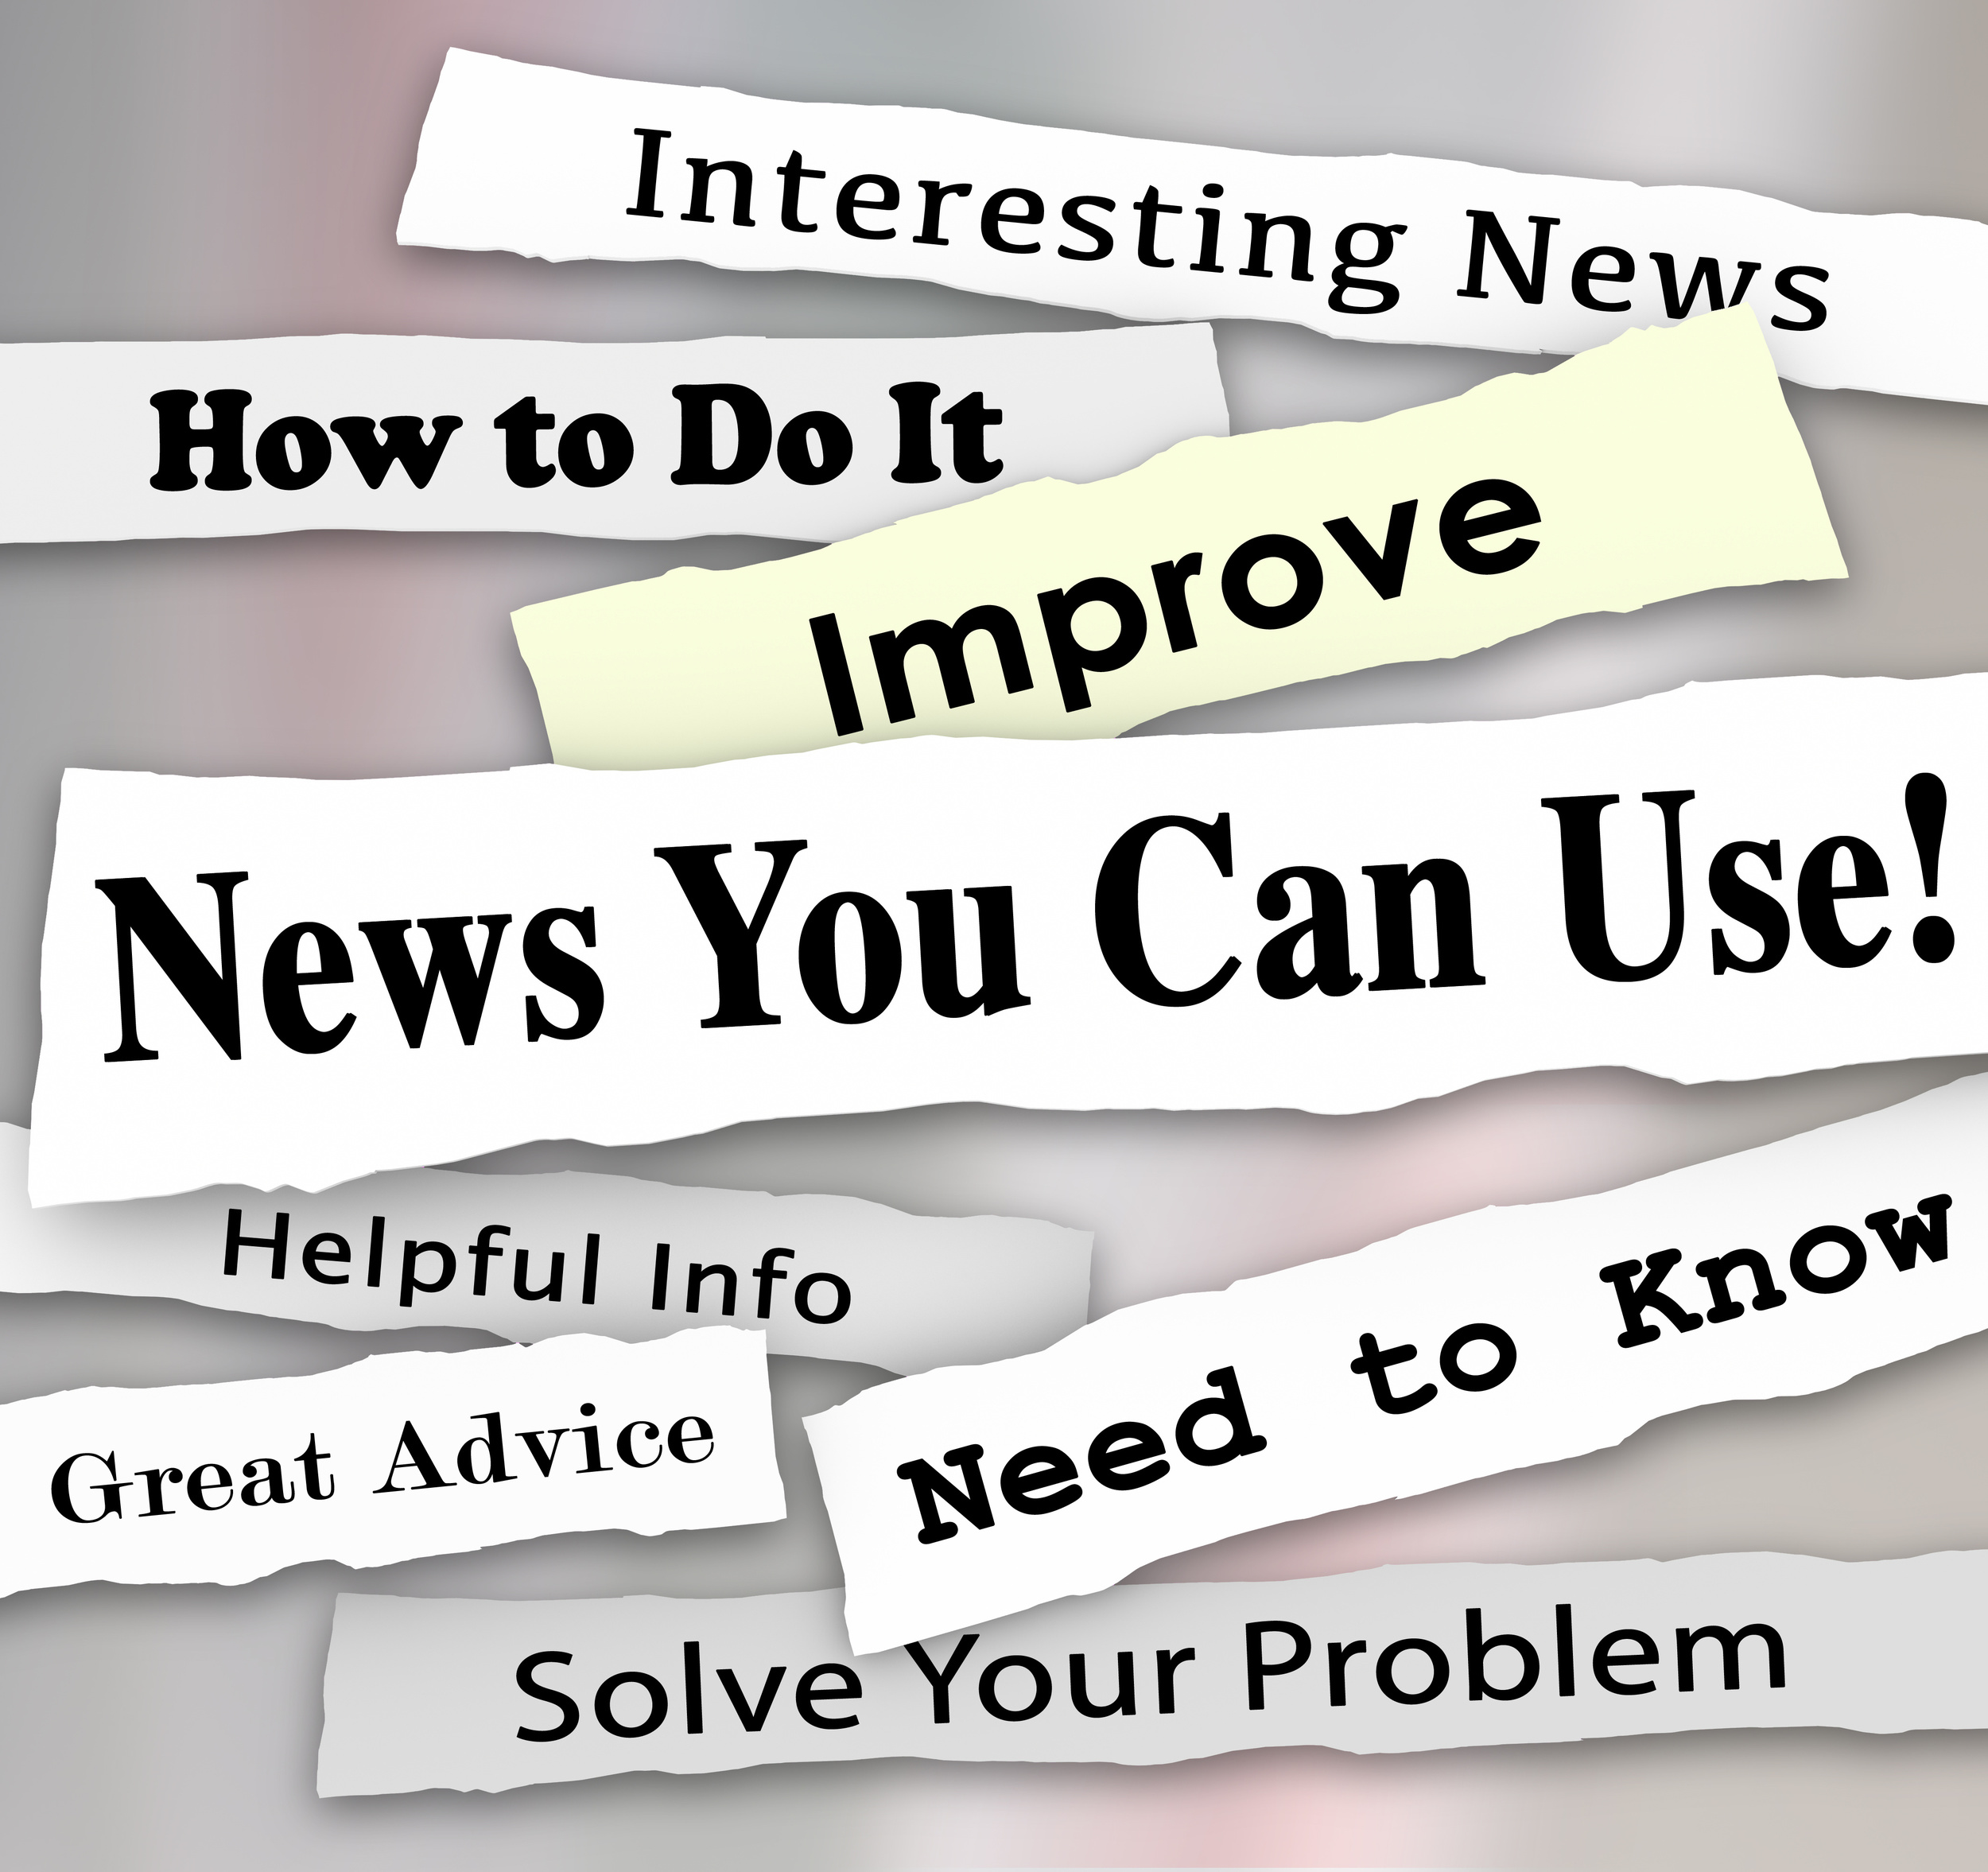 Interesting News
How to Do It
Improve
News You Can Use!
Helpful Info
Need to Know
Great Advice
Solve Your Problem